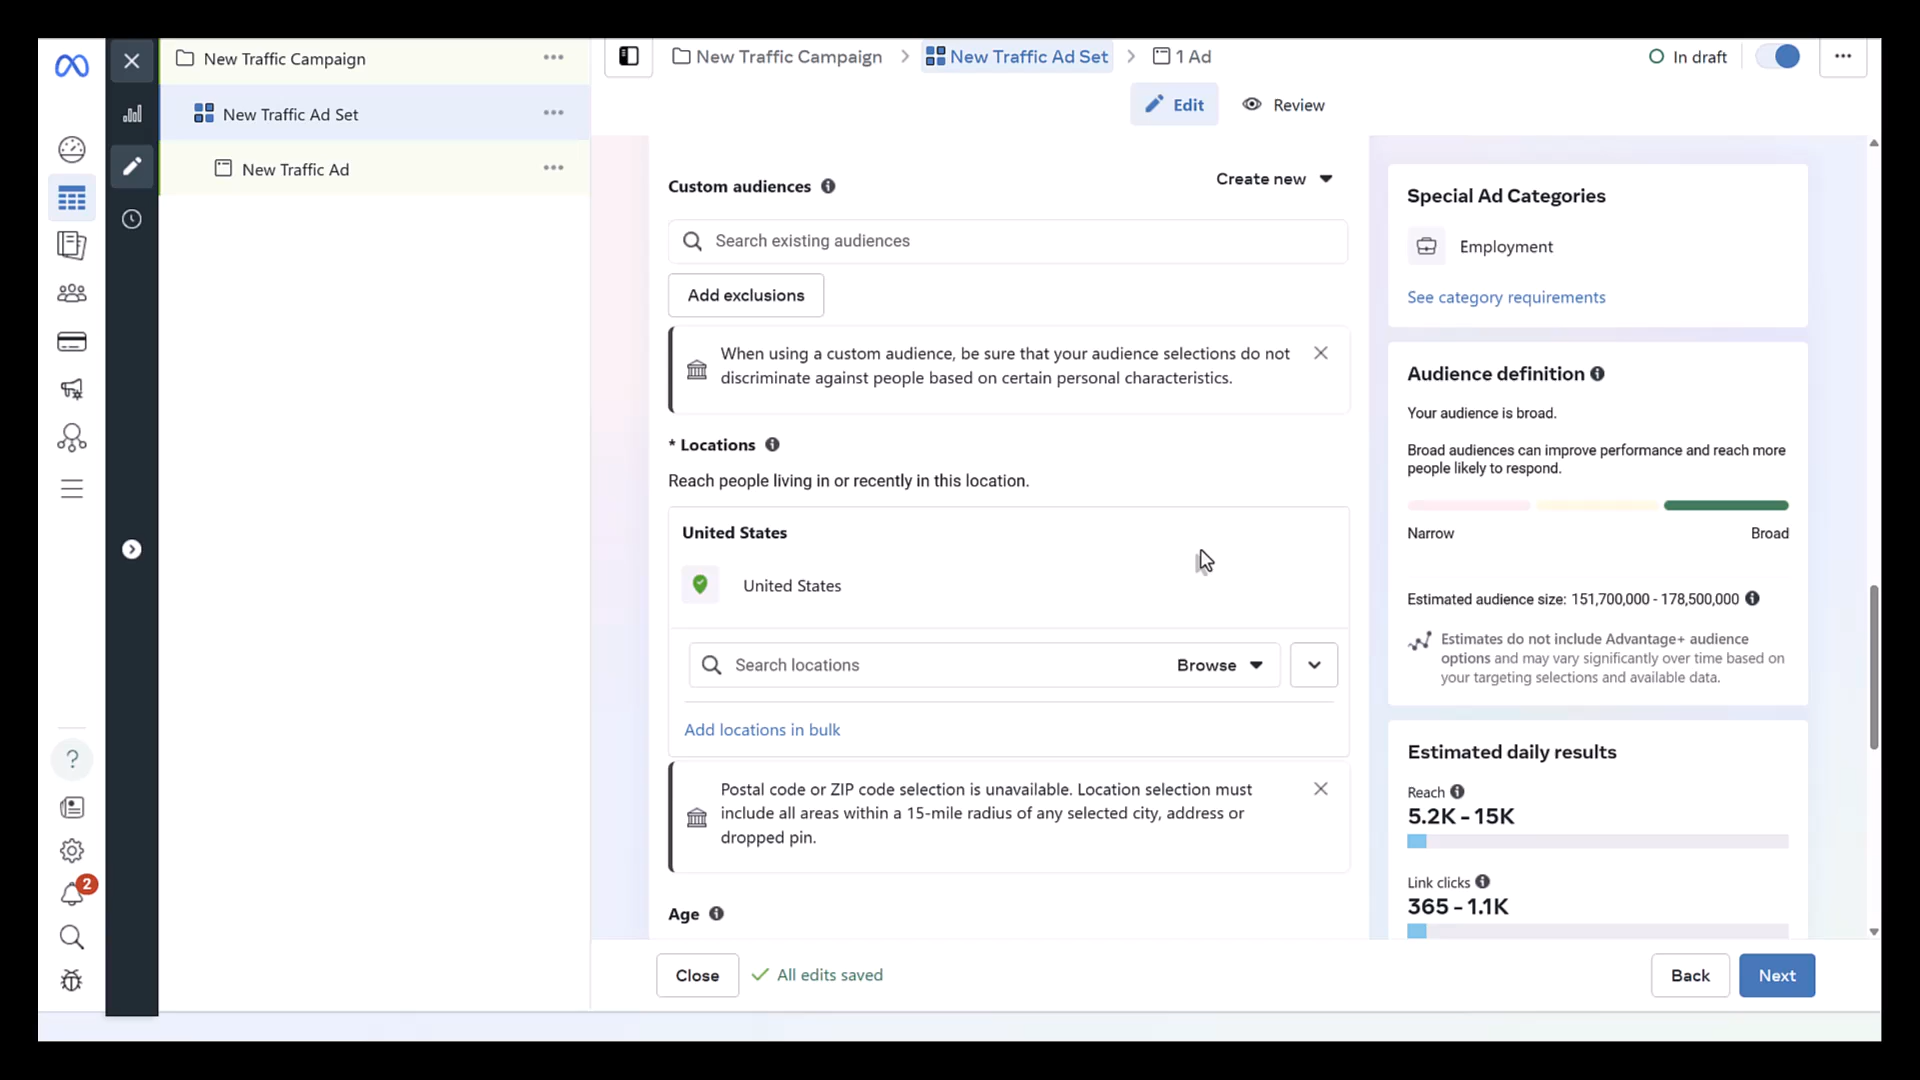 New Traffic Campaign
New Traffic Ad Set
New Traffic Ad
2
New Traffic Campaign
New Traffic Ad Set
1 Ad
In draft
Edit
Review
Custom audiences
Create new
Search existing audiences
Add exclusions
When using a custom audience, be sure that your audience selections do not
discriminate against people based on certain personal characteristics.
* Locations
Reach people living in or recently in this location.
United States
United States
Search locations
Browse
Add locations in bulk
Postal code or ZIP code selection is unavailable. Location selection must
include all areas within a 15-mile radius of any selected city, address or
dropped pin.
Age
Close
All edits saved
Back
Next
Special Ad Categories
Employment
See category requirements
Audience definition
Your audience is broad.
Broad audiences can improve performance and reach more
people likely to respond.
Narrow
Broad
Estimated audience size: 151,700,000 - 178,500,000
Estimates do not include Advantage+ audience
options and may vary significantly over time based on
your targeting selections and available data.
Estimated daily results
Reach
5.2K - 15K
Link clicks
365 - 1.1K